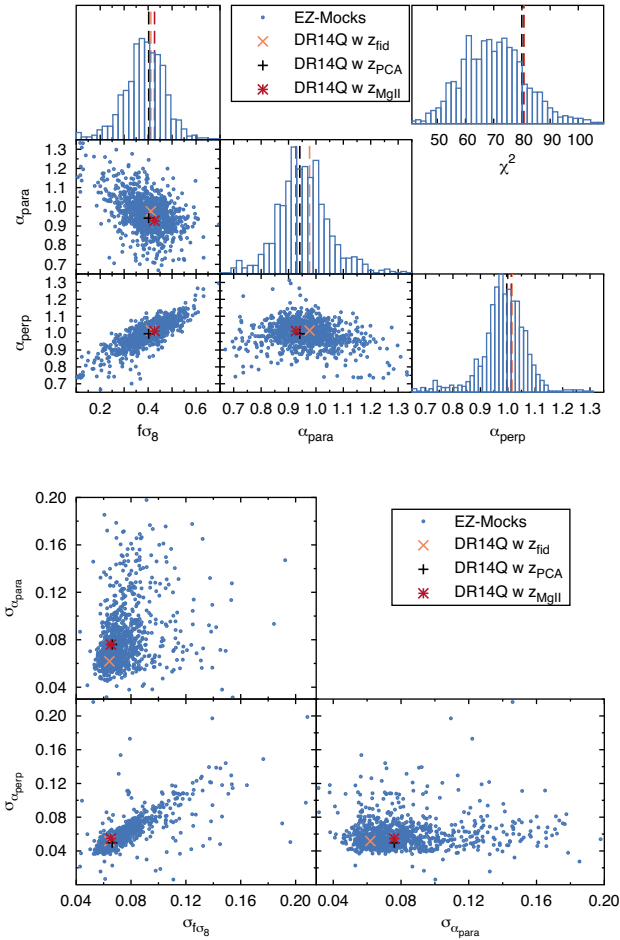 EZ-Mocks
DR14Q w z_fid
DR14Q w z_PCA
DR14Q w z_MgII
50 60 70 80 90 100
χ²
1.3
1.2
1.1
1.0
0.9
0.8
0.7
α_para
1.3
1.2
1.1
1.0
0.9
0.8
0.7
α_perp
0.2 0.4 0.6
fσ₈
0.7 0.8 0.9 1.0 1.1 1.2 1.3
α_para
0.7 0.8 0.9 1.0 1.1 1.2 1.3
α_perp
0.20
0.16
0.12
0.08
0.04
σ_α_para
EZ-Mocks
DR14Q w z_fid
DR14Q w z_PCA
DR14Q w z_MgII
0.20
0.16
0.12
0.08
0.04
σ_α_perp
0.04 0.08 0.12 0.16 0.20
σ_fσ₈
0.04 0.08 0.12 0.16 0.20
σ_α_para